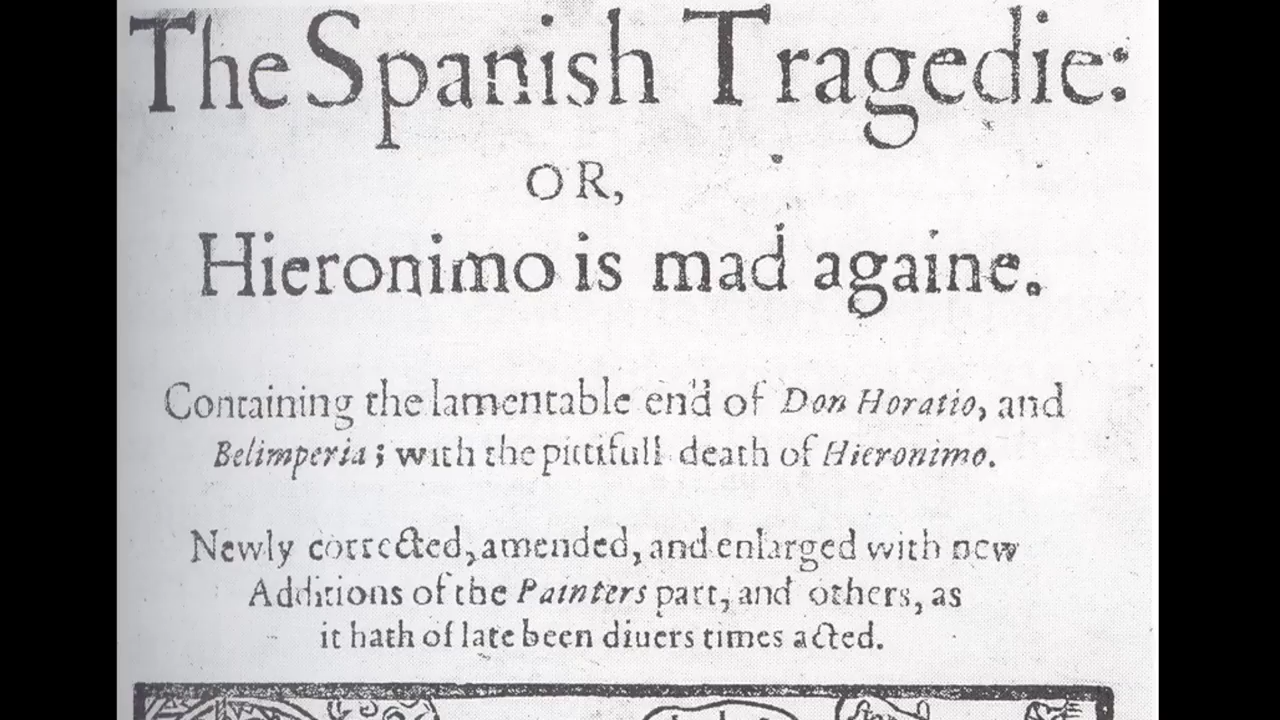 The Spanish Tragedie:
OR,
Hieronimo is mad againe.
Containing the lamentable end of Don Horatio, and
Belimperia; with the pittifull death of Hieronimo.
Newly corrected, amended, and enlarged with new
Additions of the Painters part, and others, as
it hath of late been diuers times acted.